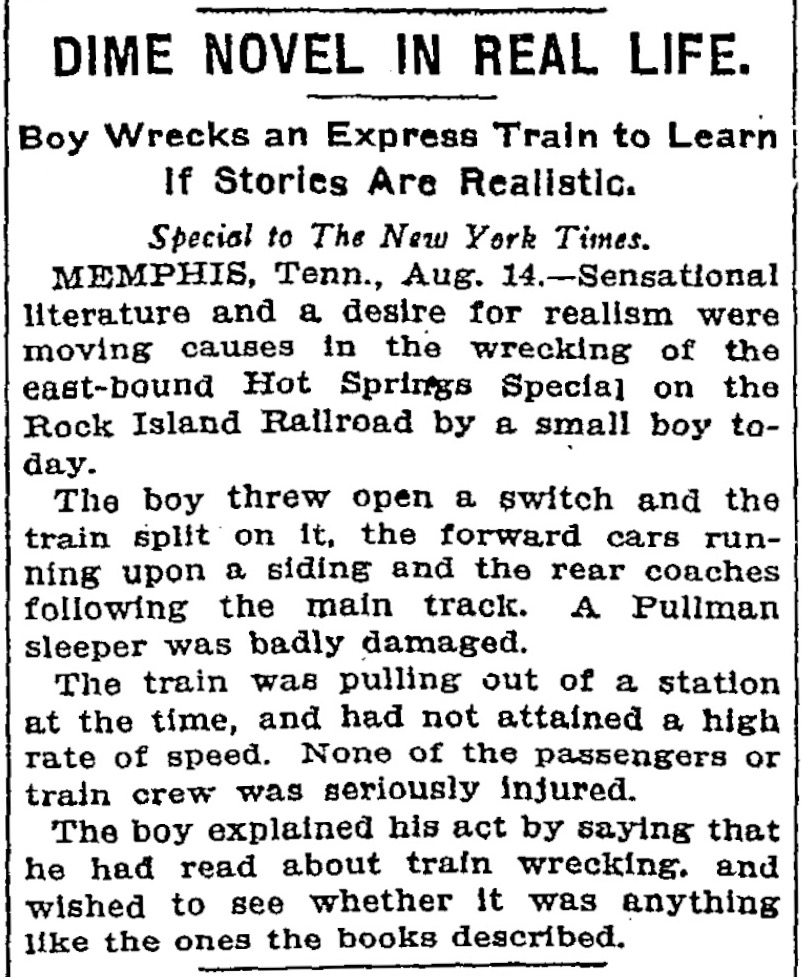 DIME NOVEL IN REAL LIFE.
Boy Wrecks an Express Train to Learn
If Stories Are Realistic.
Special to The New York Times.
MEMPHIS, Tenn., Aug. 14.—Sensational
literature and a desire for realism were
moving causes in the wrecking of the
east-bound Hot Springs Special on the
Rock Island Railroad by a small boy to-
day.
The boy threw open a switch and the
train split on it, the forward cars run-
ning upon a siding and the rear coaches
following the main track. A Pullman
sleeper was badly damaged.
The train was pulling out of a station
at the time, and had not attained a high
rate of speed. None of the passengers or
train crew was seriously injured.
The boy explained his act by saying that
he had read about train wrecking, and
wished to see whether it was anything
like the ones the books described.